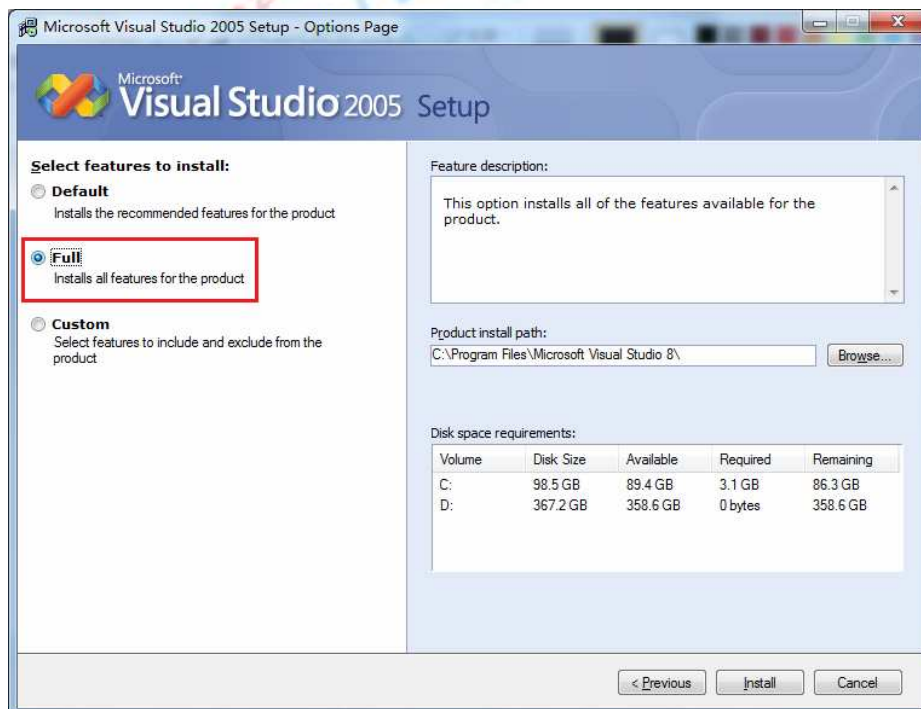 Microsoft Visual Studio 2005 Setup - Options Page
Microsoft
Visual Studio 2005 Setup
Select features to install:
Default
Installs the recommended features for the product
Full
Installs all features for the product
Custom
Select features to include and exclude from the
product
Feature description:
This option installs all of the features available for the
product.
Product install path:
C:\Program Files\Microsoft Visual Studio 8\
Browse...
Disk space requirements:
Volume Disk Size Available Required Remaining
C: 98.5 GB 89.4 GB 3.1 GB 86.3 GB
D: 367.2 GB 358.6 GB 0 bytes 358.6 GB
< Previous Install Cancel